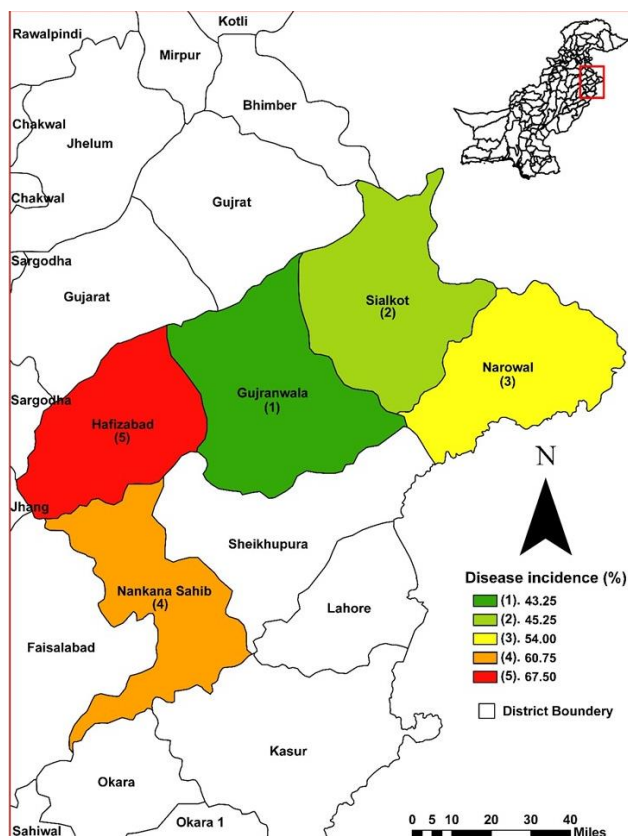 Kotli
Rawalpindi
Mirpur
Bhimber
Chakwal
Jhelum
Chakwal
Gujrat
Sargodha
Gujarat
Sialkot
(2)
Narowal
(3)
Gujranwala
(1)
Sargodha
Hafizabad
(5)
Jhang
N
Sheikhupura
Nankana Sahib
(4)
Lahore
Faisalabad
Disease incidence (%)
(1). 43.25
(2). 45.25
(3). 54.00
(4). 60.75
(5). 67.50
District Boundary
Kasur
Okara
Okara 1
Sahiwal
0 5 10 20 30 40
Miles